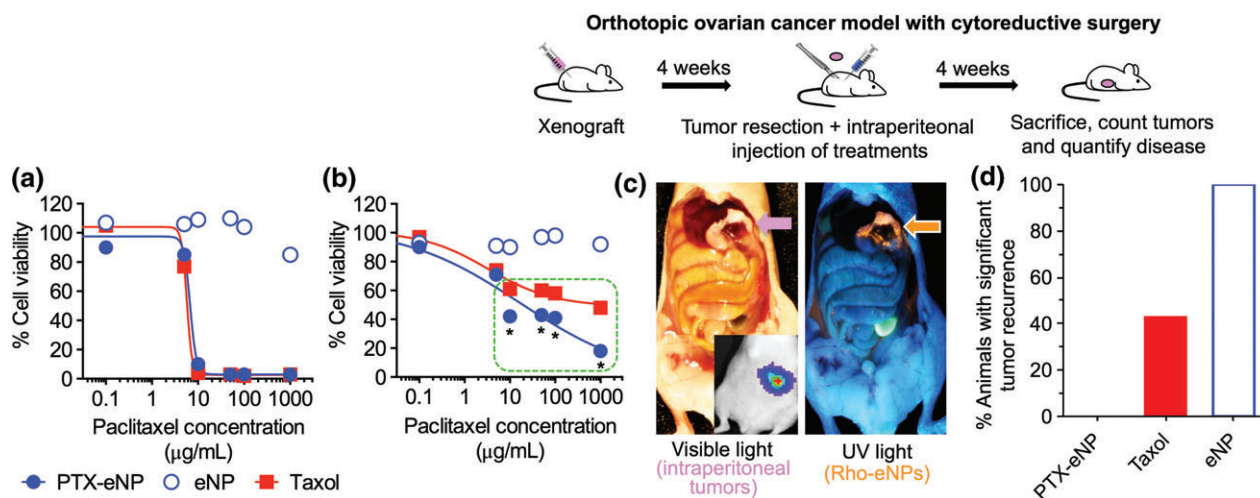 Orthotopic ovarian cancer model with cytoreductive surgery
4 weeks
4 weeks
Xenograft
Tumor resection + intraperiteonal
injection of treatments
Sacrifice, count tumors
and quantify disease
(a)
120
100
80
60
40
20
0
% Cell viability
0.1
1
10
100
1000
Paclitaxel concentration
(μg/mL)
(b)
120
100
80
60
40
20
0
% Cell viability
*
*
*
*
0.1
1
10
100
1000
Paclitaxel concentration
(μg/mL)
PTX-eNP
eNP
Taxol
(c)
Visible light
(intraperitoneal
tumors)
UV light
(Rho-eNPs)
(d)
% Animals with significant
tumor recurrence
100
80
60
40
20
0
PTX-eNP
Taxol
eNP